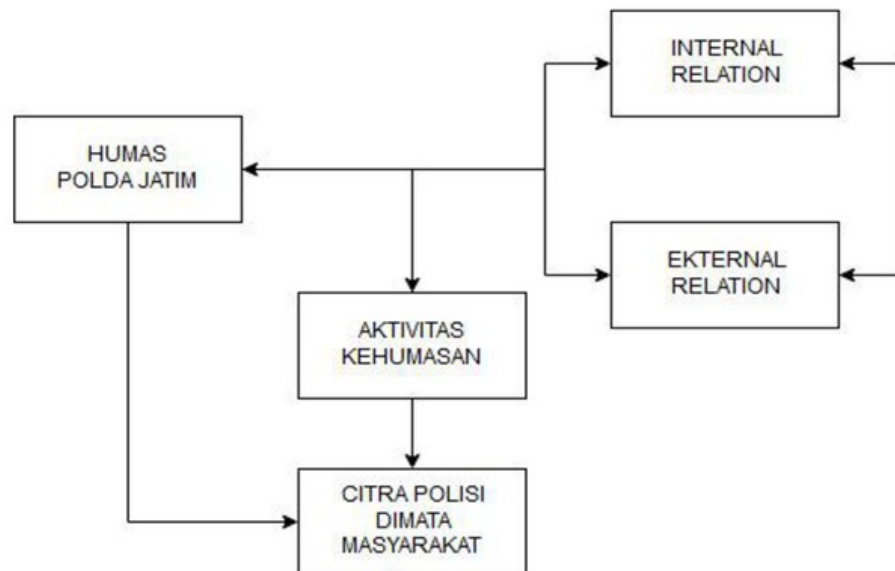 INTERNAL
RELATION
HUMAS
POLDA JATIM
EKTERNAL
RELATION
AKTIVITAS
KEHUMASAN
CITRA POLISI
DIMATA
MASYARAKAT